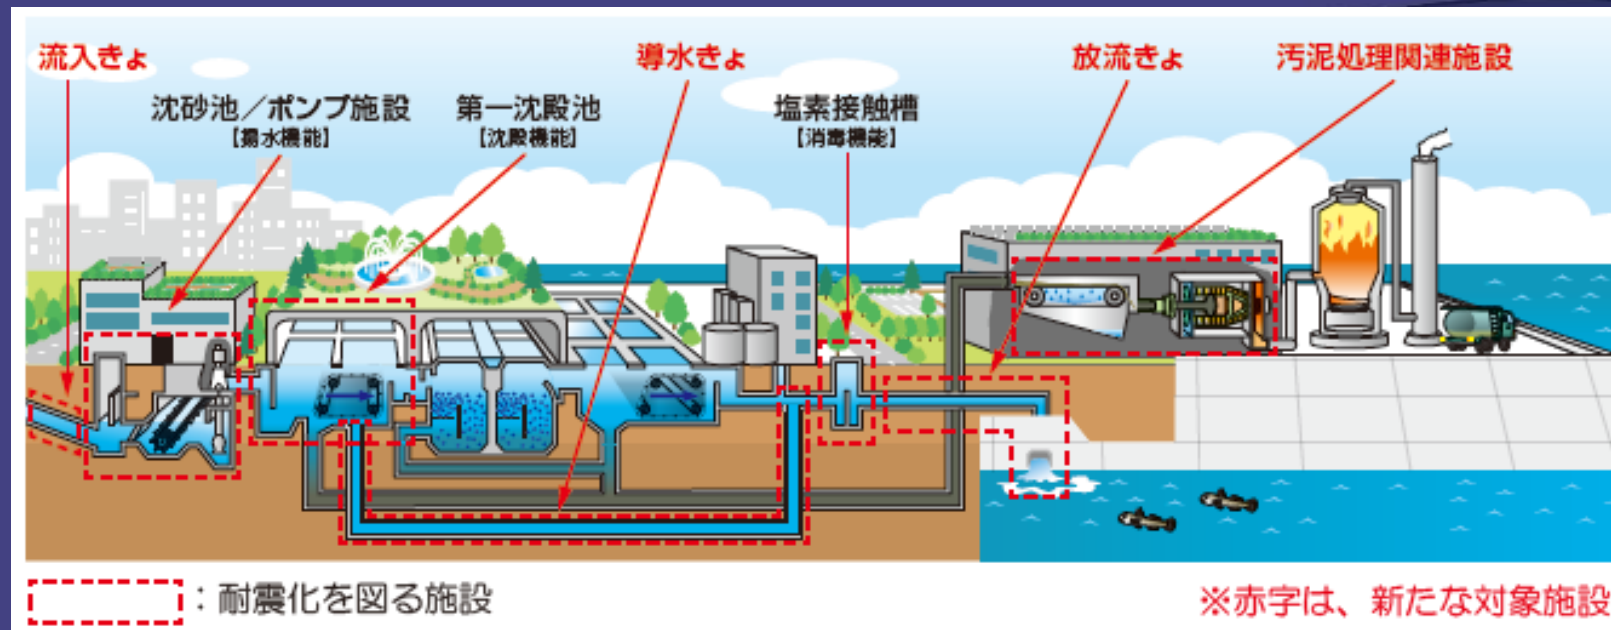 流入きょ
導水きょ
放流きょ
汚泥処理関連施設
沈砂池／ポンプ施設
【揚水機能】
第一沈殿池
【沈殿機能】
塩素接触槽
【消毒機能】
：耐震化を図る施設
※赤字は、新たな対象施設